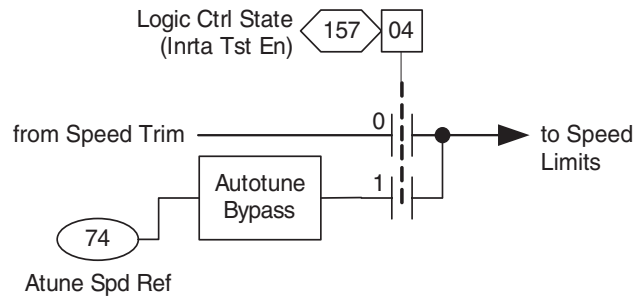 Logic Ctrl State
(Inrta Tst En)
157
04
0
from Speed Trim
to Speed
Limits
1
Autotune
Bypass
74
Atune Spd Ref